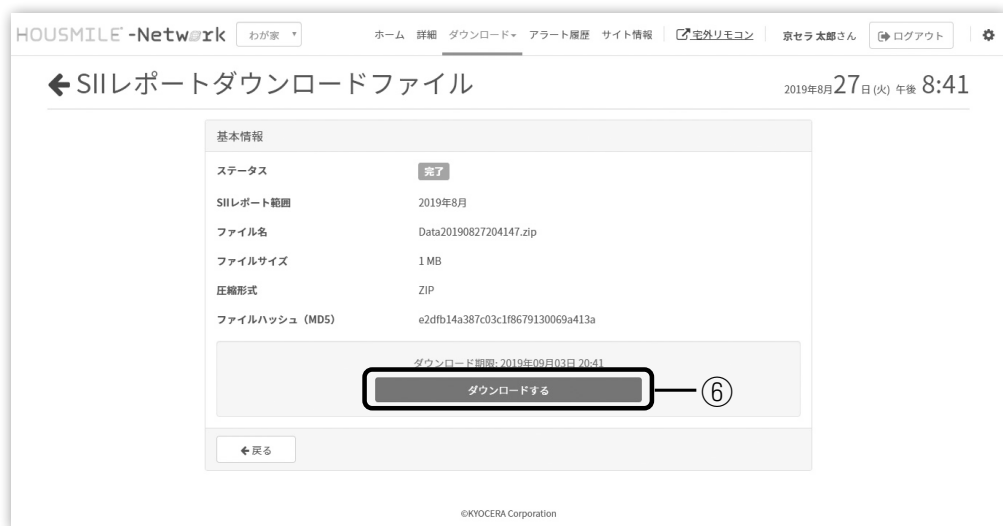 HOUSMILE-Network わが家 ホーム 詳細 ダウンロード アラート履歴 サイト情報 宅外リモコン 京セラ 太郎さん ログアウト
SIIレポートダウンロードファイル 2019年8月27日(火) 午後 8:41
基本情報
ステータス 完了
SIIレポート範囲 2019年8月
ファイル名 Data20190827204147.zip
ファイルサイズ 1 MB
圧縮形式 ZIP
ファイルハッシュ（MD5） e2dfb14a387c03c1f8679130069a413a
ダウンロード期限: 2019年09月03日 20:41
ダウンロードする ⑥
戻る
©KYOCERA Corporation